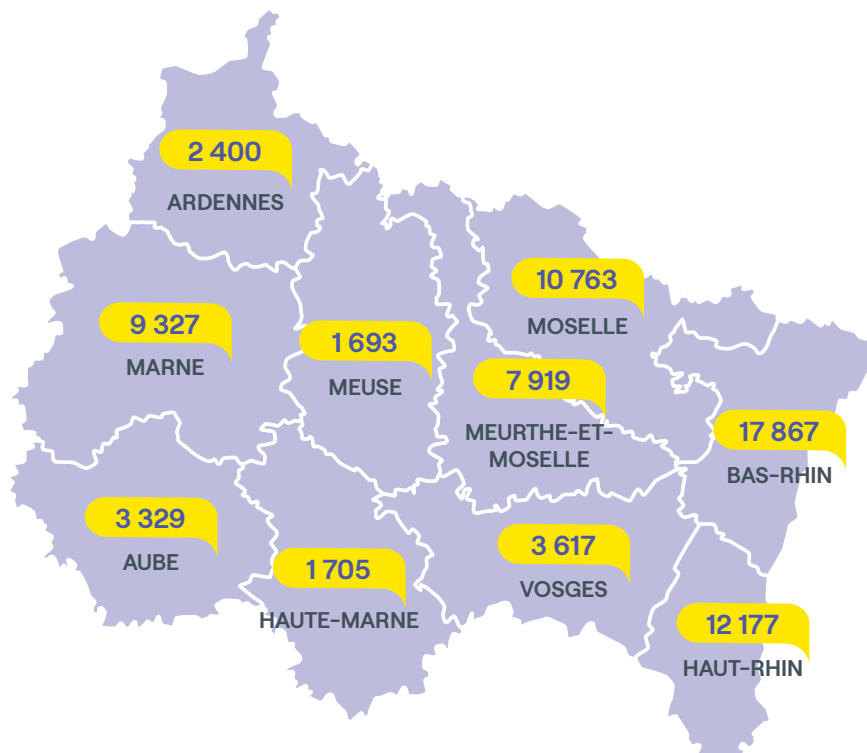 2 400
ARDENNES
10 763
MOSELLE
9 327
MARNE
1 693
MEUSE
7 919
MEURTHE-ET-
MOSELLE
17 867
BAS-RHIN
3 329
AUBE
1 705
HAUTE-MARNE
3 617
VOSGES
12 177
HAUT-RHIN